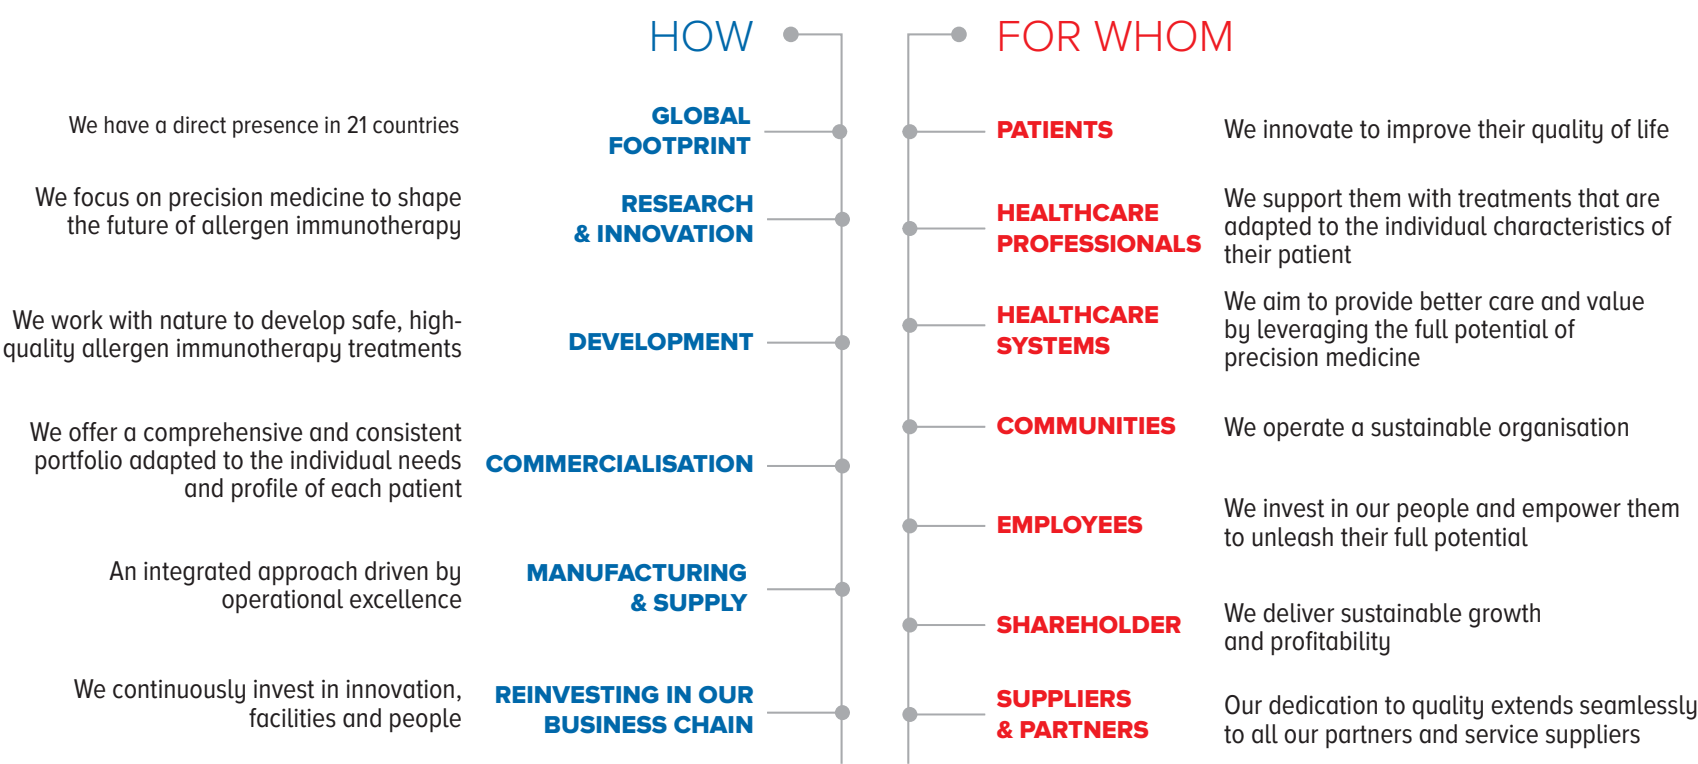 HOW
We have a direct presence in 21 countries
GLOBAL
FOOTPRINT
We focus on precision medicine to shape
the future of allergen immunotherapy
RESEARCH
& INNOVATION
We work with nature to develop safe, high-
quality allergen immunotherapy treatments
DEVELOPMENT
We offer a comprehensive and consistent
portfolio adapted to the individual needs
and profile of each patient
COMMERCIALISATION
An integrated approach driven by
operational excellence
MANUFACTURING
& SUPPLY
We continuously invest in innovation,
facilities and people
REINVESTING IN OUR
BUSINESS CHAIN
FOR WHOM
PATIENTS
We innovate to improve their quality of life
HEALTHCARE
PROFESSIONALS
We support them with treatments that are
adapted to the individual characteristics of
their patient
HEALTHCARE
SYSTEMS
We aim to provide better care and value
by leveraging the full potential of
precision medicine
COMMUNITIES
We operate a sustainable organisation
EMPLOYEES
We invest in our people and empower them
to unleash their full potential
SHAREHOLDER
We deliver sustainable growth
and profitability
SUPPLIERS
& PARTNERS
Our dedication to quality extends seamlessly
to all our partners and service suppliers